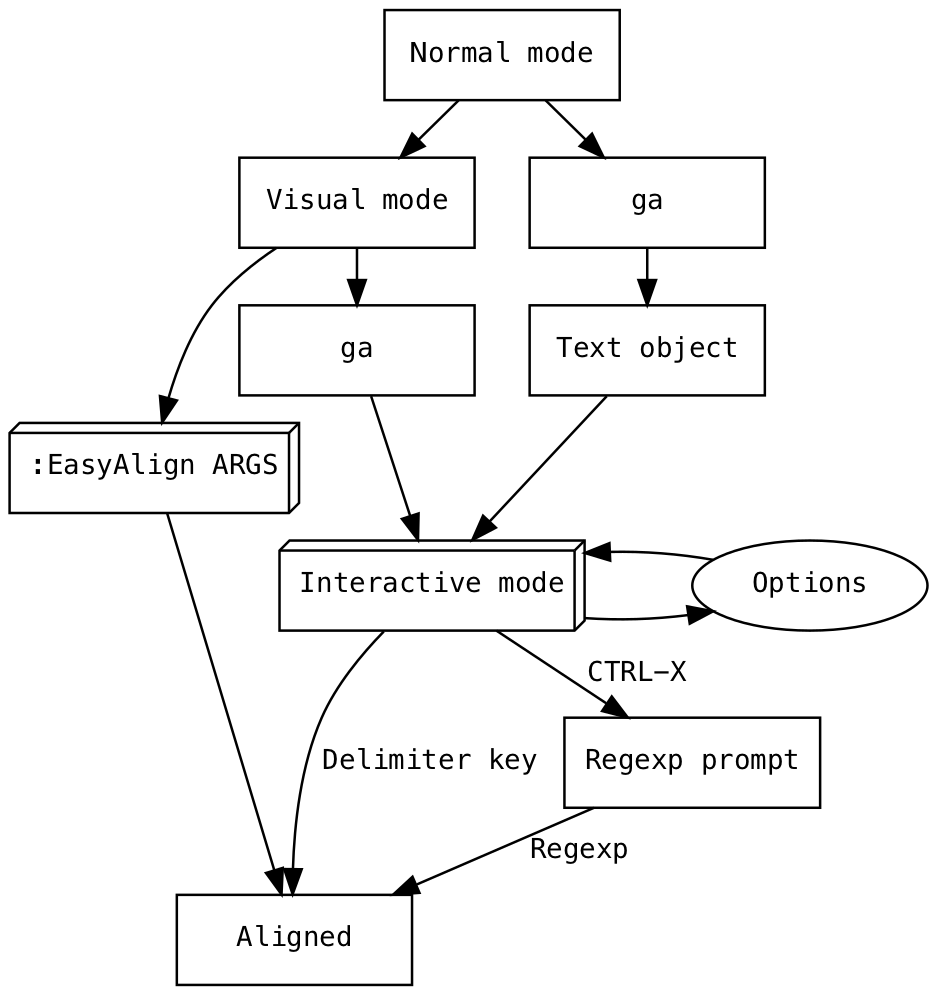 Normal mode
Visual mode
ga
ga
Text object
:EasyAlign ARGS
Interactive mode
Options
CTRL−X
Delimiter key
Regexp prompt
Regexp
Aligned